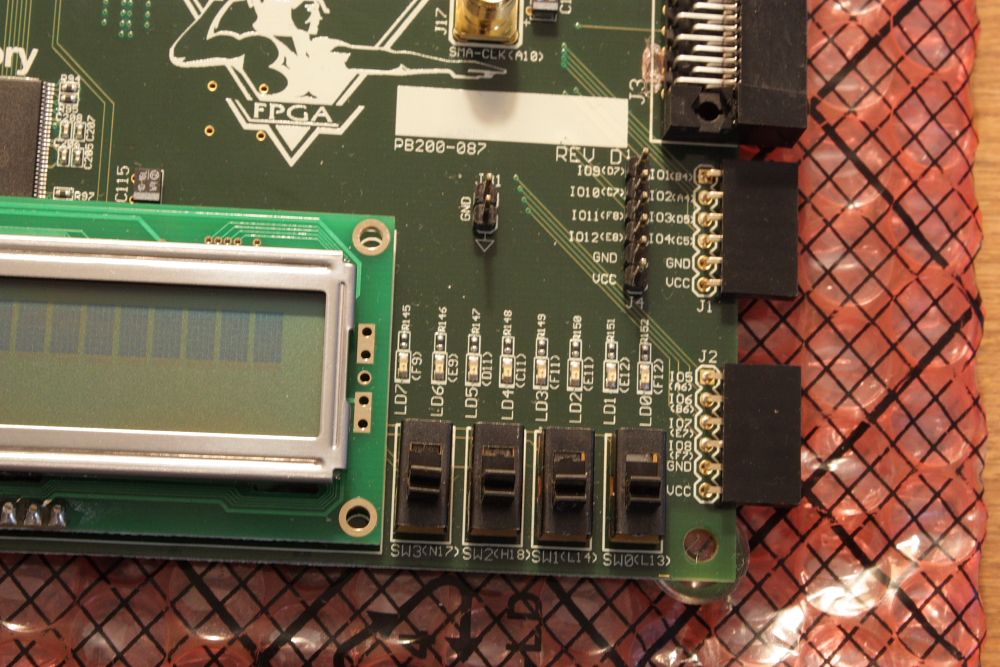 ory
J17
SMA-CLK(A10)
J3
FPGA
PB200-087
REV D
C207
C206
C115
R97
GND
IO9(D7)
IO1(B4)
IO2(A4)
IO11(F8)
IO3(D5)
IO12(E8)
IO4(C5)
GND
GND
VCC
VCC
J4
J1
R145
R146
R147
R148
R149
R150
R151
R152
(F9)
(E9)
(D11)
(C11)
(F11)
(E11)
(E12)
(F12)
LD7
LD6
LD5
LD4
LD3
LD2
LD1
LD0
J2
IO5
(A6)
IO6
(B6)
IO7
(E7)
IO8
(F7)
GND
VCC
SW3(N17)
SW2(H18)
SW1(L14)
SW0(L13)